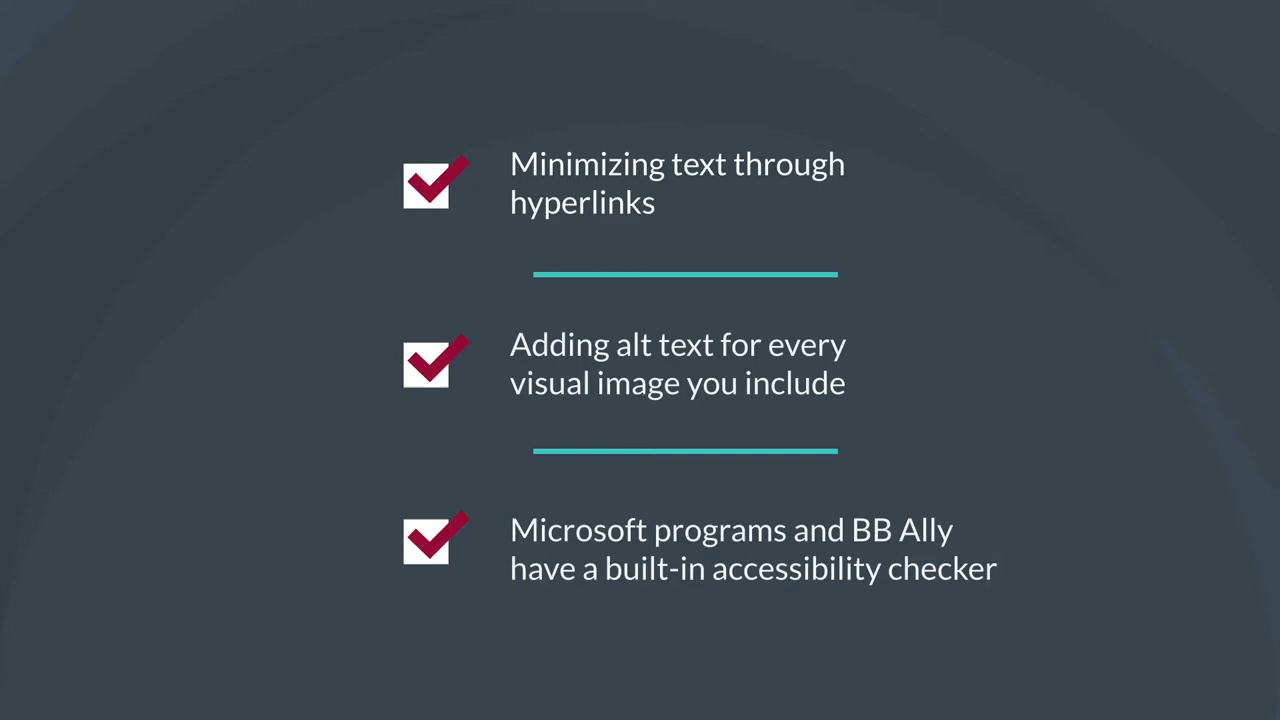 Minimizing text through
hyperlinks
Adding alt text for every
visual image you include
Microsoft programs and BB Ally
have a built-in accessibility checker